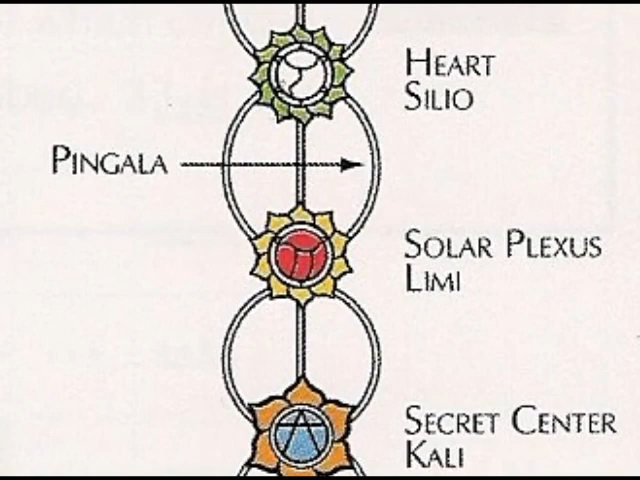 HEART
SILIO
PINGALA
SOLAR PLEXUS
LIMI
SECRET CENTER
KALI